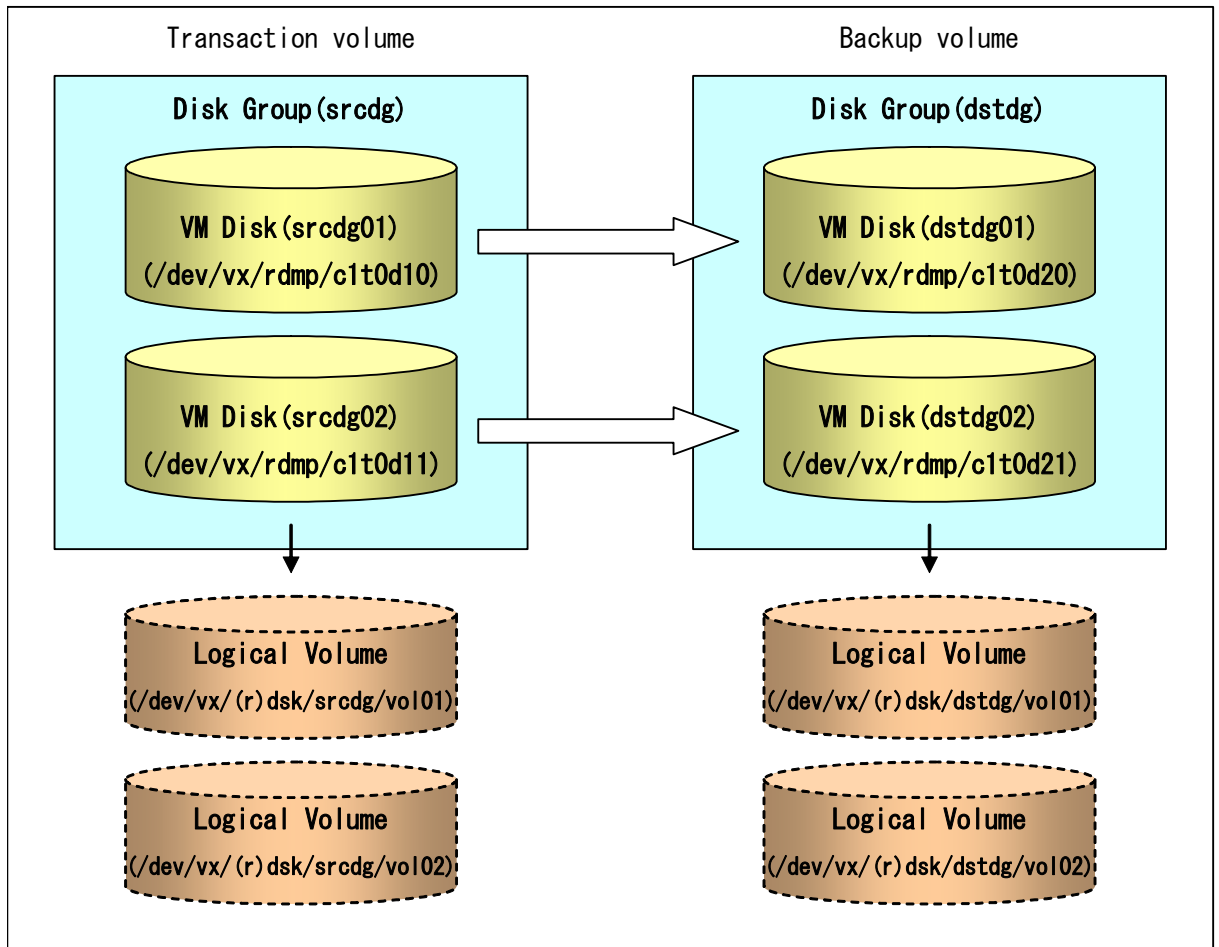 Transaction volume
Backup volume
Disk Group(srcdg)
VM Disk(srcdg01)
(/dev/vx/rdmp/c1t0d10)
VM Disk(srcdg02)
(/dev/vx/rdmp/c1t0d11)
Disk Group(dstdg)
VM Disk(dstdg01)
(/dev/vx/rdmp/c1t0d20)
VM Disk(dstdg02)
(/dev/vx/rdmp/c1t0d21)
Logical Volume
(/dev/vx/(r)dsk/srcdg/vol01)
Logical Volume
(/dev/vx/(r)dsk/srcdg/vol02)
Logical Volume
(/dev/vx/(r)dsk/dstdg/vol01)
Logical Volume
(/dev/vx/(r)dsk/dstdg/vol02)